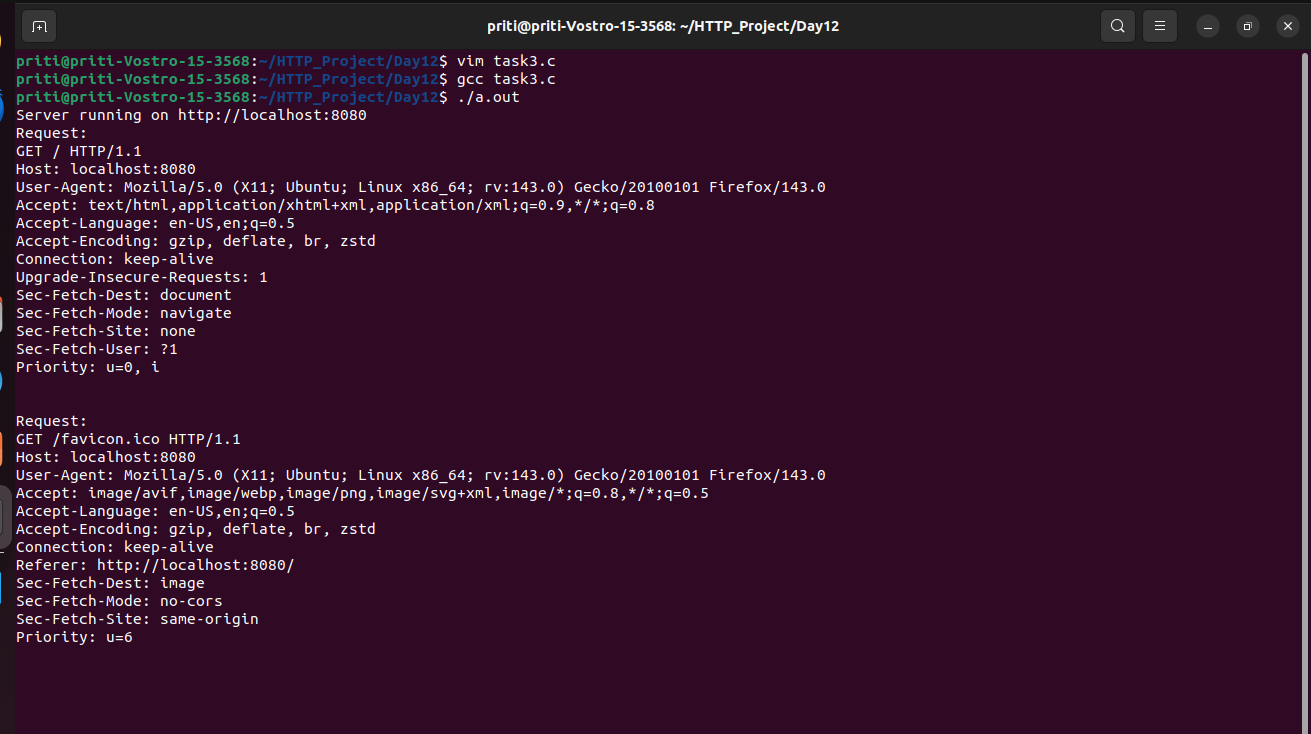 priti@priti-Vostro-15-3568: ~/HTTP_Project/Day12
priti@priti-Vostro-15-3568:~/HTTP_Project/Day12$ vim task3.c
priti@priti-Vostro-15-3568:~/HTTP_Project/Day12$ gcc task3.c
priti@priti-Vostro-15-3568:~/HTTP_Project/Day12$ ./a.out
Server running on http://localhost:8080
Request:
GET / HTTP/1.1
Host: localhost:8080
User-Agent: Mozilla/5.0 (X11; Ubuntu; Linux x86_64; rv:143.0) Gecko/20100101 Firefox/143.0
Accept: text/html,application/xhtml+xml,application/xml;q=0.9,*/*;q=0.8
Accept-Language: en-US,en;q=0.5
Accept-Encoding: gzip, deflate, br, zstd
Connection: keep-alive
Upgrade-Insecure-Requests: 1
Sec-Fetch-Dest: document
Sec-Fetch-Mode: navigate
Sec-Fetch-Site: none
Sec-Fetch-User: ?1
Priority: u=0, i
Request:
GET /favicon.ico HTTP/1.1
Host: localhost:8080
User-Agent: Mozilla/5.0 (X11; Ubuntu; Linux x86_64; rv:143.0) Gecko/20100101 Firefox/143.0
Accept: image/avif,image/webp,image/png,image/svg+xml,image/*;q=0.8,*/*;q=0.5
Accept-Language: en-US,en;q=0.5
Accept-Encoding: gzip, deflate, br, zstd
Connection: keep-alive
Referer: http://localhost:8080/
Sec-Fetch-Dest: image
Sec-Fetch-Mode: no-cors
Sec-Fetch-Site: same-origin
Priority: u=6